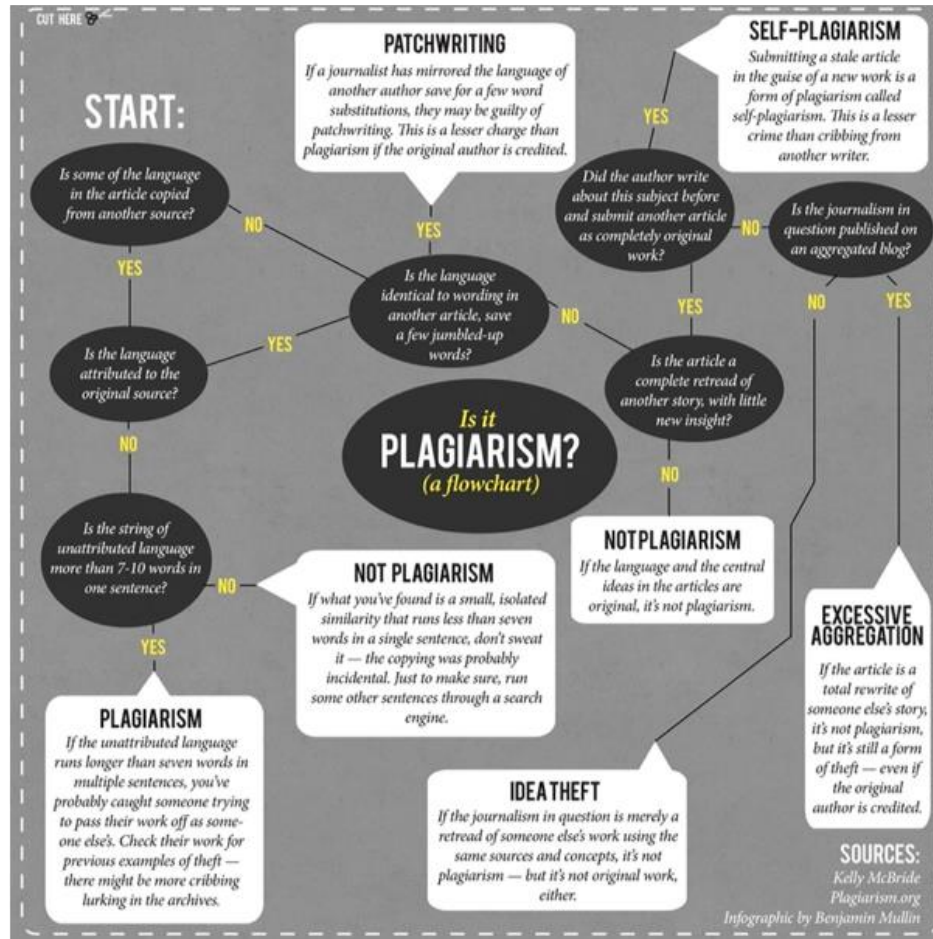 CUT HERE
START:
Is some of the language
in the article copied
from another source?
NO
YES
Is the language
attributed to the
original source?
YES
NO
Is the string of
unattributed language
more than 7-10 words in
one sentence?
NO
YES
PLAGIARISM
If the unattributed language
runs longer than seven words in
multiple sentences, you've
probably caught someone trying
to pass their work off as some-
one else's. Check their work for
previous examples of theft —
there might be more cribbing
lurking in the archives.
NOT PLAGIARISM
If what you've found is a small, isolated
similarity that runs less than seven
words in a single sentence, don't sweat
it — the copying was probably
incidental. Just to make sure, run
some other sentences through a search
engine.
PATCHWRITING
If a journalist has mirrored the language of
another author save for a few word
substitutions, they may be guilty of
patchwriting. This is a lesser charge than
plagiarism if the original author is credited.
YES
Is the language
identical to wording in
another article, save
a few jumbled-up
words?
NO
Is it
PLAGIARISM?
(a flowchart)
SELF-PLAGIARISM
Submitting a stale article
in the guise of a new work is a
form of plagiarism called
self-plagiarism. This is a lesser
crime than cribbing from
another writer.
YES
Did the author write
about this subject before
and submit another article
as completely original
work?
NO
YES
Is the article a
complete retread of
another story, with little
new insight?
NO
NOT PLAGIARISM
If the language and the central
ideas in the articles are
original, it's not plagiarism.
Is the journalism in
question published on
an aggregated blog?
NO
YES
IDEA THEFT
If the journalism in question is merely a
retread of someone else's work using the
same sources and concepts, it's not
plagiarism — but it's not original work,
either.
EXCESSIVE
AGGREGATION
If the article is a
total rewrite of
someone else's story,
it's not plagiarism,
but it's still a form
of theft — even if
the original
author is credited.
SOURCES:
Kelly McBride
Plagiarism.org
Infographic by Benjamin Mullin